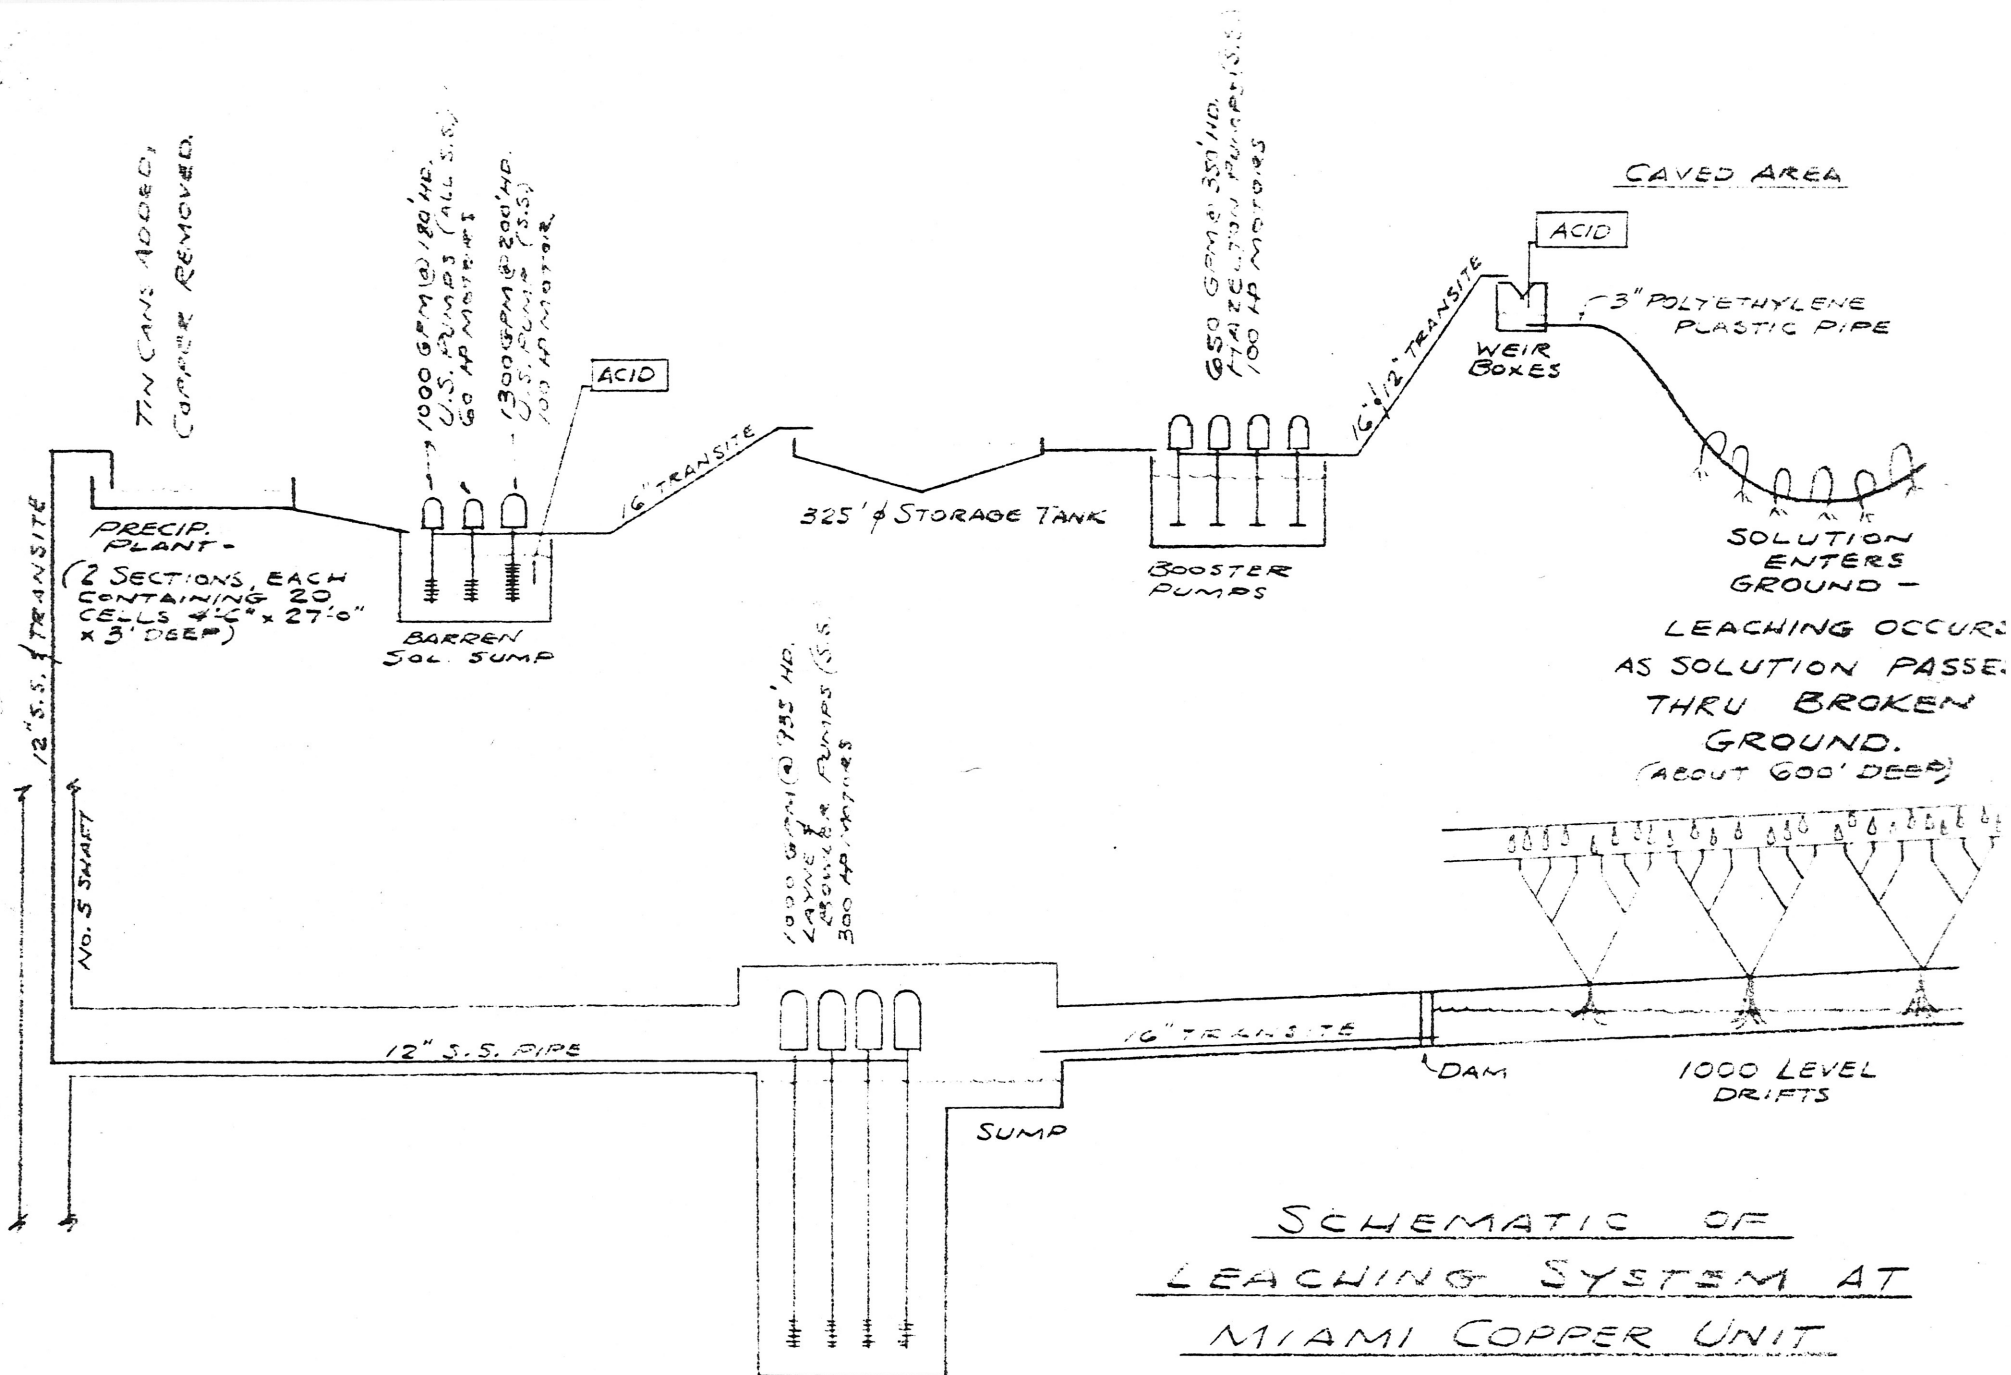 TIN CANS ADDED,
COPPER REMOVED.
1000 GPM @ 180' HD.
U.S. PUMPS (ALL S.S.)
60 HP MOTORS
1300 GPM @ 200' HD.
U.S. PUMP (S.S)
100 HP MOTOR
ACID
650 GPM @ 351' HD.
HAZELTON PUMPS (S.S.)
100 HP MOTORS
CAVED AREA
ACID
3" POLYETHYLENE
PLASTIC PIPE
WEIR
BOXES
16" & 12" TRANSITE
16" TRANSITE
325' ϕ STORAGE TANK
BOOSTER
PUMPS
PRECIP.
PLANT -
(2 SECTIONS, EACH
CONTAINING 20
CELLS x 27'-0"
x 3' DEEP)
BARREN
SOL. SUMP
SOLUTION
ENTERS
GROUND -
LEACHING OCCURS
AS SOLUTION PASSES
THRU BROKEN
GROUND.
(ABOUT 600' DEEP)
12" S.S. & TRANSITE
NO. 5 SHAFT
1000 GPM @ HD.
LAYNE &
BOWLER PUMPS (S.S.
300 HP MOTORS
12" S.S. PIPE
16" TRANSITE
DAM
1000 LEVEL
DRIFTS
SUMP
SCHEMATIC OF
LEACHING SYSTEM AT
MIAMI COPPER UNIT